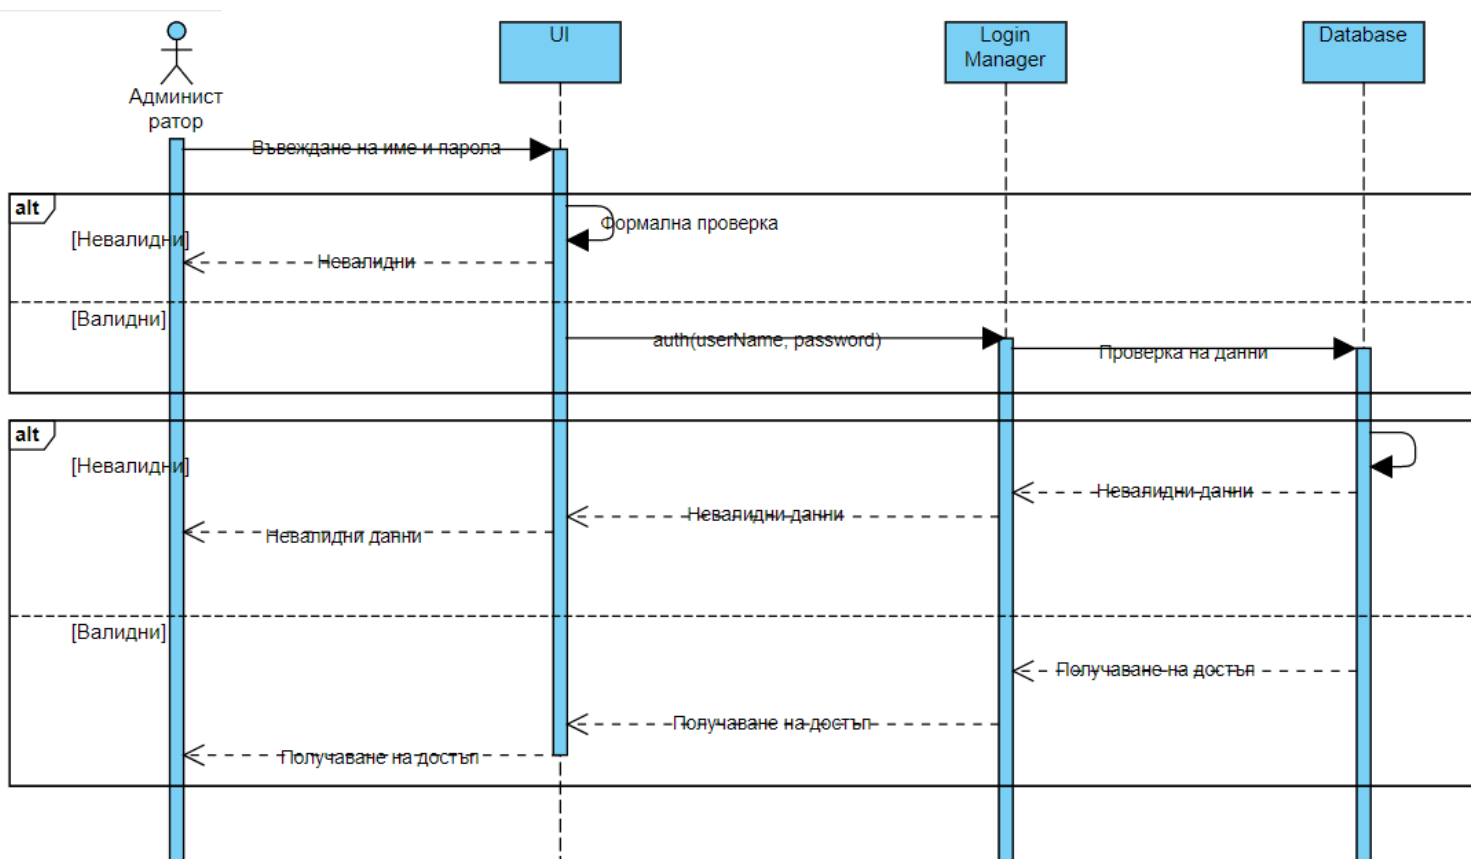 UI
Login
Manager
Database
Админист
ратор
Въвеждане на име и парола
alt
[Невалидни]
Формална проверка
Невалидни
[Валидни]
auth(userName, password)
Проверка на данни
alt
[Невалидни]
Невалидни данни
Невалидни данни
Невалидни данни
[Валидни]
Получаване на достъп
Получаване на достъп
Получаване на достъп